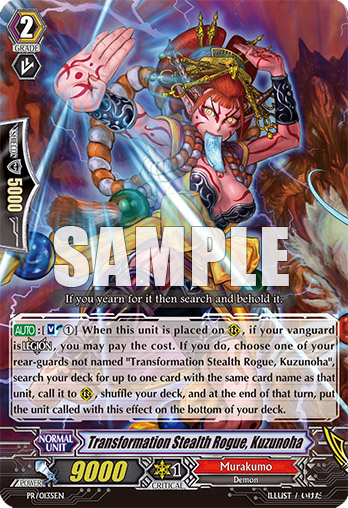 2
GRADE
SHIELD
5000
SAMPLE
If you yearn for it then search and behold it.
AUTO : [V ①] When this unit is placed on R, if your vanguard
is LEGION, you may pay the cost. If you do, choose one of your
rear-guards not named "Transformation Stealth Rogue, Kuzunoha",
search your deck for up to one card with the same card name as that
unit, call it to R, shuffle your deck, and at the end of that turn, put
the unit called with this effect on the bottom of your deck.
NORMAL UNIT Transformation Stealth Rogue, Kuzunoha
POWER 9000 1 CRITICAL Murakumo
Demon
PR/0135EN ILLUST / いけだ